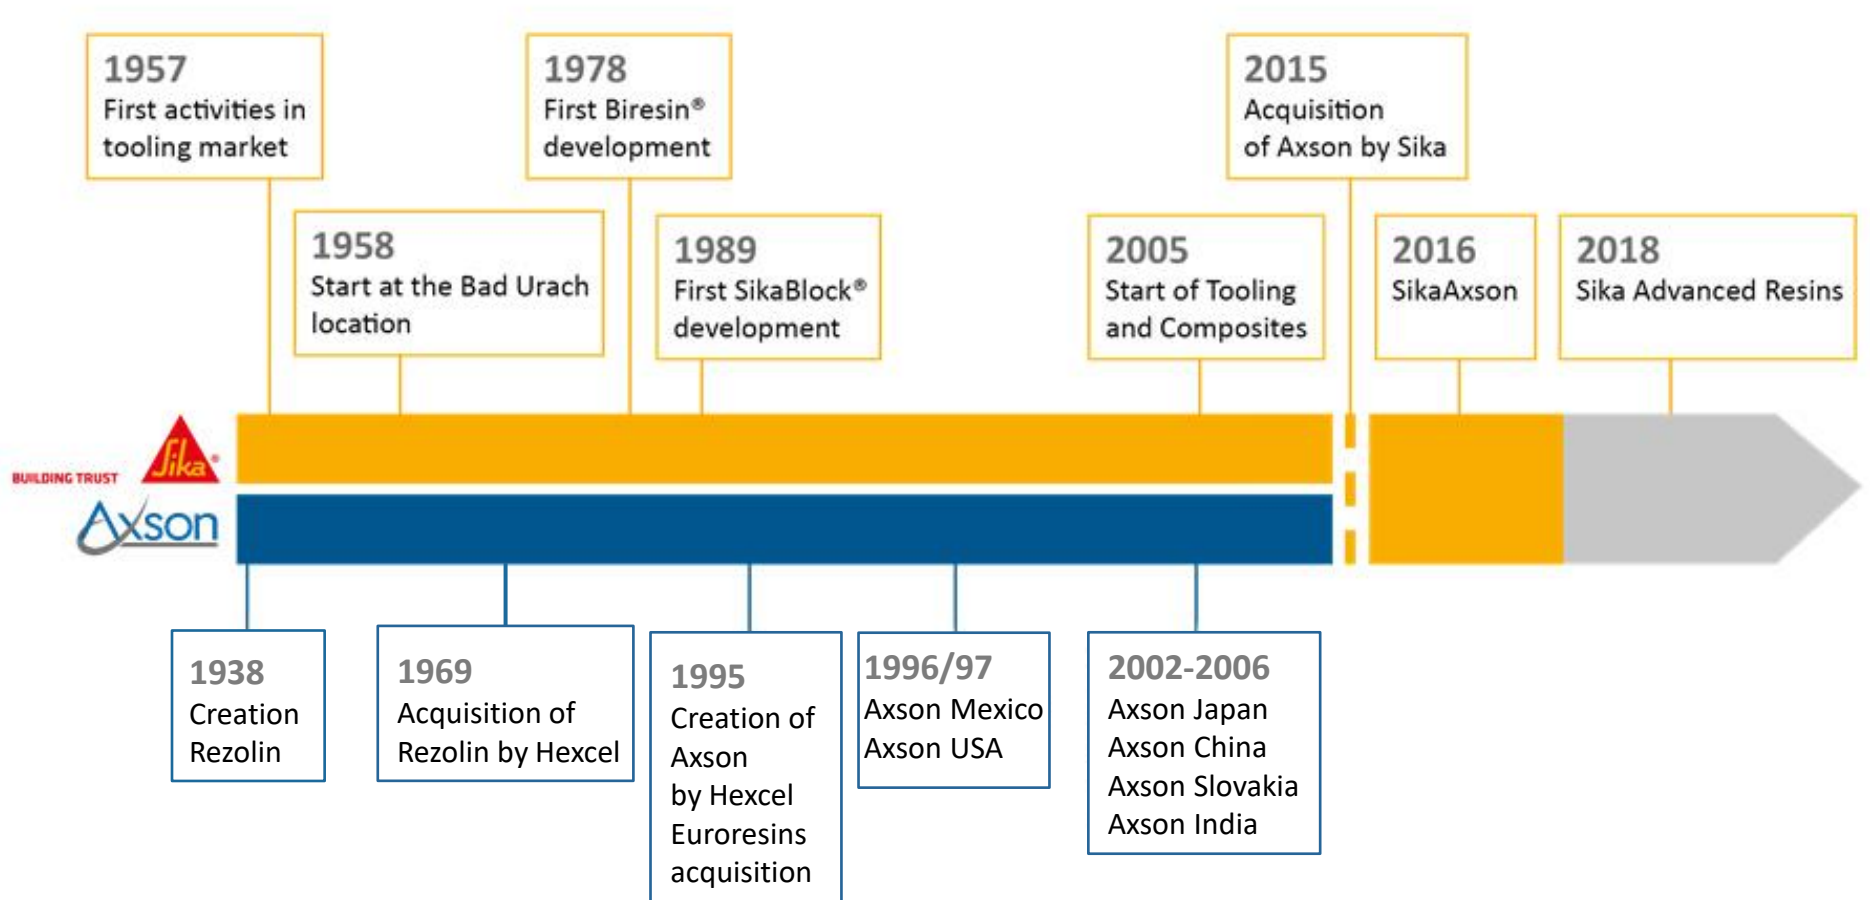 1957
First activities in
tooling market
1978
First Biresin®
development
2015
Acquisition
of Axson by Sika
1958
Start at the Bad Urach
location
1989
First SikaBlock®
development
2005
Start of Tooling
and Composites
2016
SikaAxson
2018
Sika Advanced Resins
BUILDING TRUST
Sika®
Axson
1938
Creation
Rezolin
1969
Acquisition of
Rezolin by Hexcel
1995
Creation of
Axson
by Hexcel
Euroresins
acquisition
1996/97
Axson Mexico
Axson USA
2002-2006
Axson Japan
Axson China
Axson Slovakia
Axson India